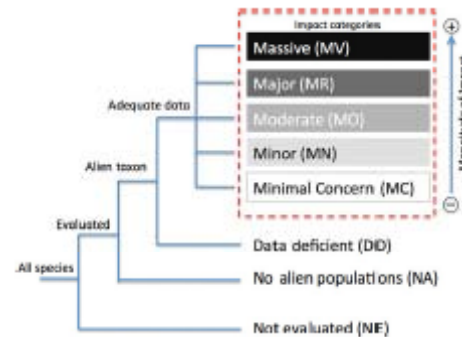 Impact categories
Massive (MV)
Major (MR)
Adequate data
Moderate (MO)
Alien taxon
Minor (MN)
Minimal Concern (MC)
Evaluated
Data deficient (DD)
All species
No alien populations (NA)
Not evaluated (NE)